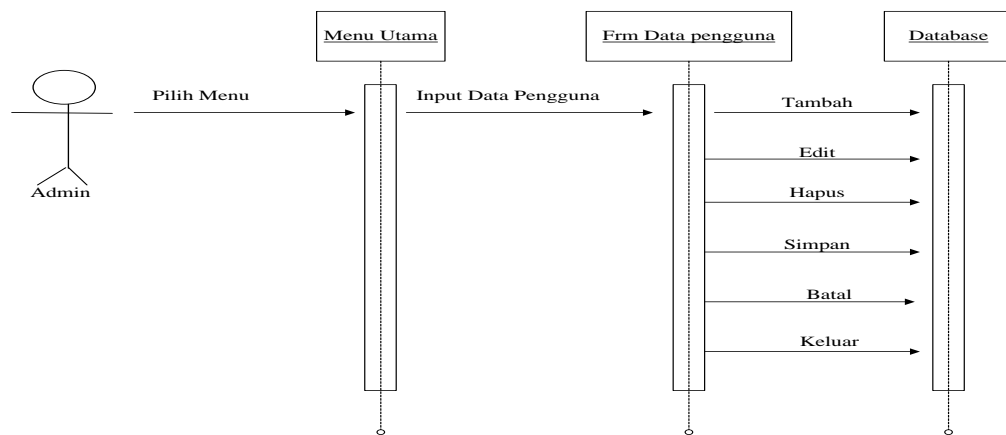 Menu Utama
Frm Data pengguna
Database
Pilih Menu
Input Data Pengguna
Tambah
Edit
Admin
Hapus
Simpan
Batal
Keluar